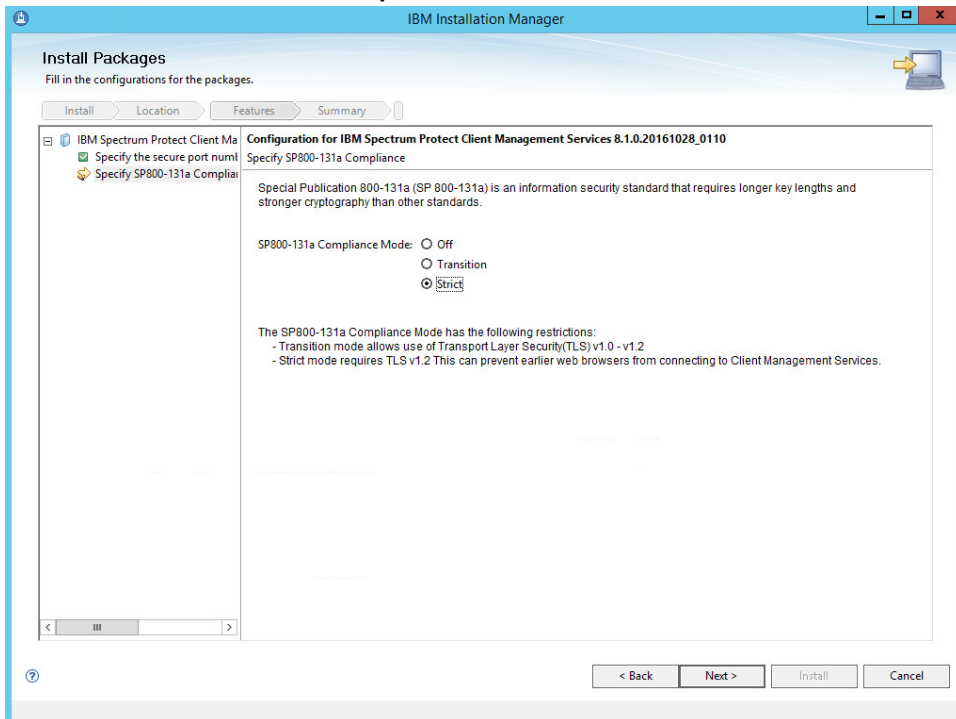 IBM Installation Manager
Install Packages
Fill in the configurations for the packages.
Install Location Features Summary
IBM Spectrum Protect Client Ma
Specify the secure port numb
Specify SP800-131a Complia
Configuration for IBM Spectrum Protect Client Management Services 8.1.0.20161028_0110
Specify SP800-131a Compliance
Special Publication 800-131a (SP 800-131a) is an information security standard that requires longer key lengths and
stronger cryptography than other standards.
SP800-131a Compliance Mode: Off
Transition
Strict
The SP800-131a Compliance Mode has the following restrictions:
- Transition mode allows use of Transport Layer Security(TLS) v1.0 - v1.2
- Strict mode requires TLS v1.2 This can prevent earlier web browsers from connecting to Client Management Services.
< Back Next > Install Cancel